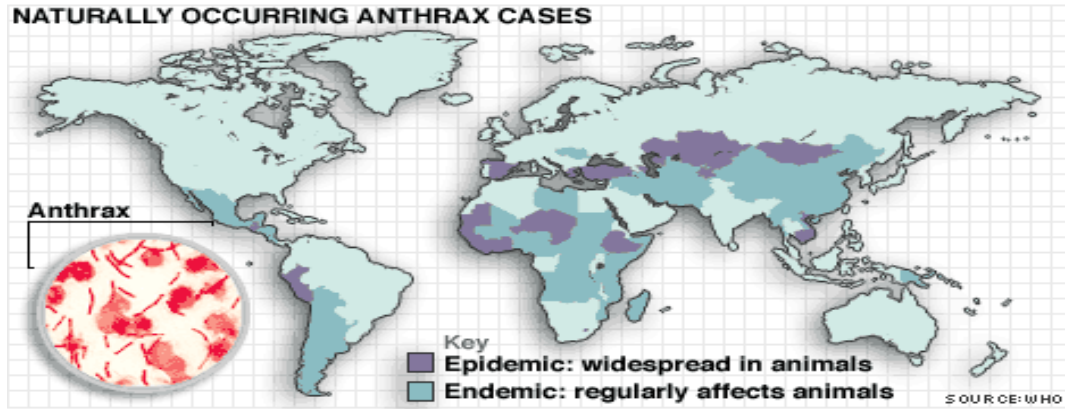 NATURALLY OCCURRING ANTHRAX CASES
Anthrax
Key
Epidemic: widespread in animals
Endemic: regularly affects animals
SOURCE:WHO